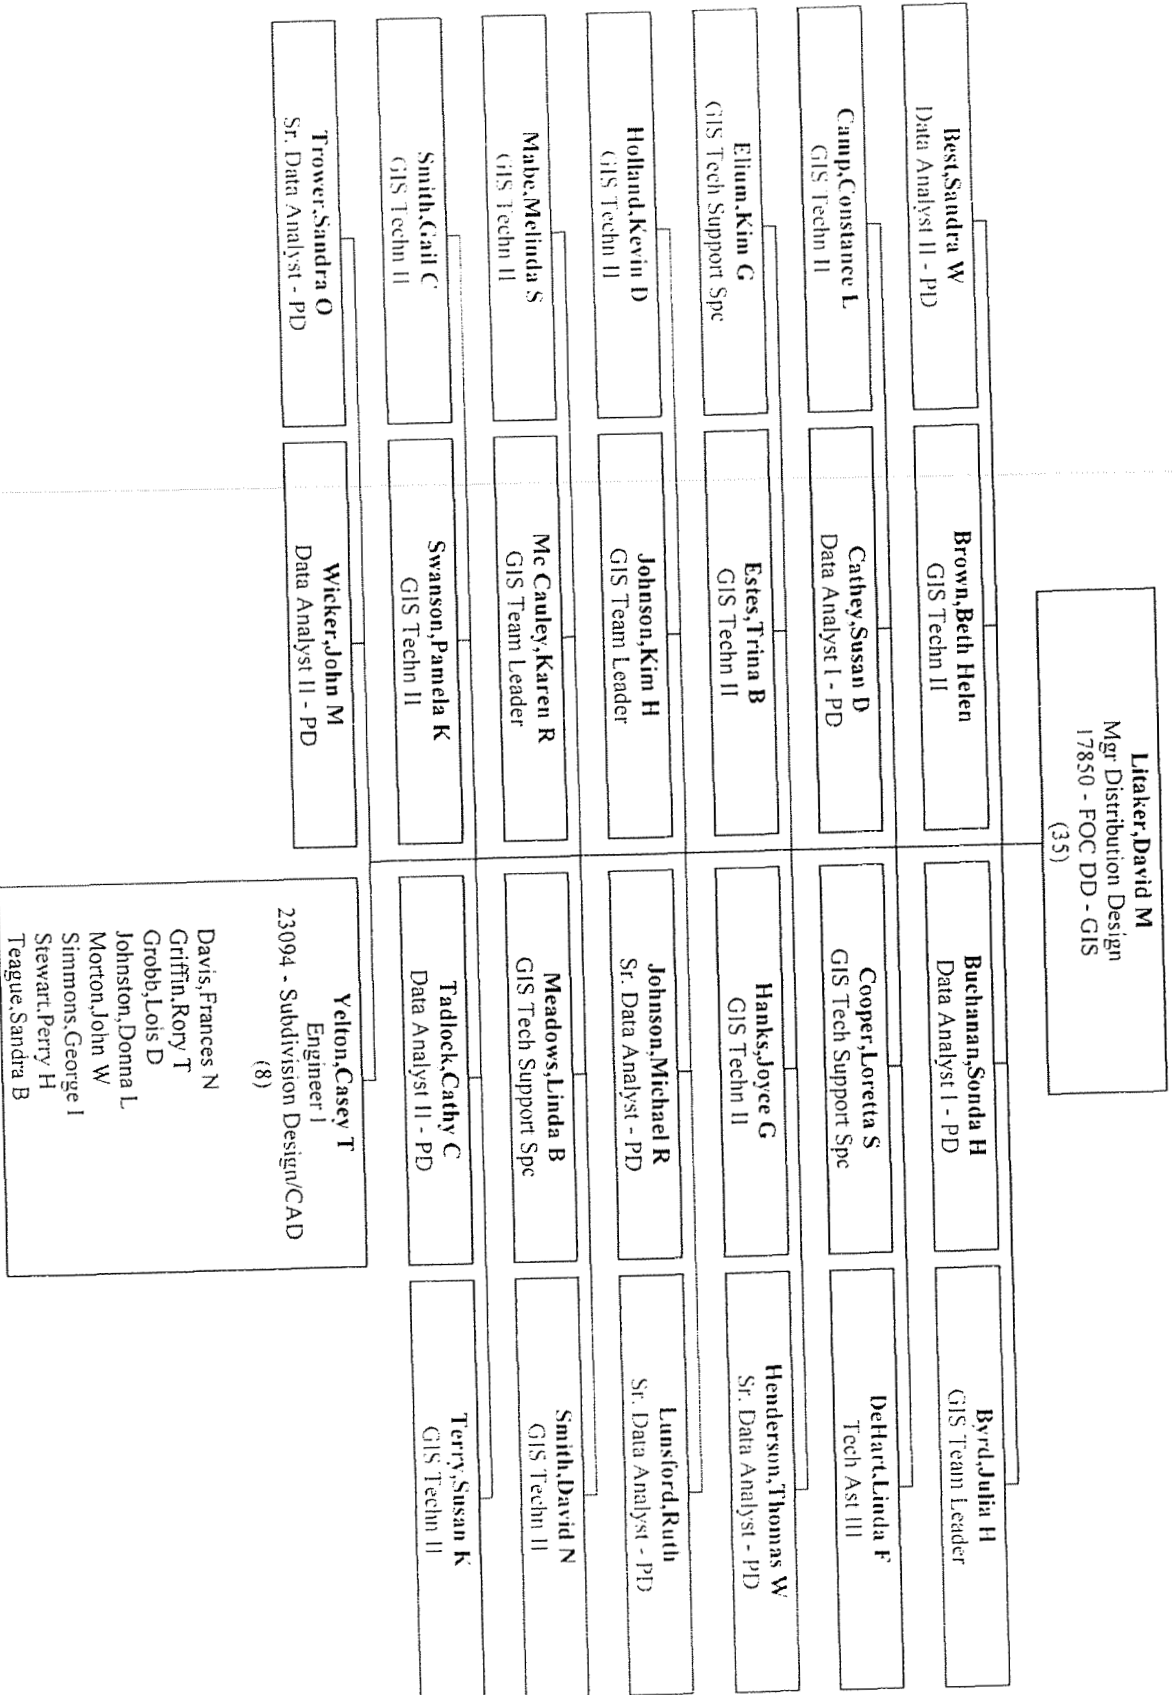 Litaker,David M
Mgr Distribution Design
17850 - FOC DD - GIS
(35)
Best,Sandra W
Data Analyst II - PD
Brown,Beth Helen
GIS Techn II
Buchanan,Sonda H
Data Analyst I - PD
Byrd,Julia H
GIS Team Leader
Camp,Constance L
GIS Techn II
Cathey,Susan D
Data Analyst I - PD
Cooper,Loretta S
GIS Tech Support Spc
DeHart,Linda F
Tech Ast III
Elium,Kim G
GIS Tech Support Spc
Estes,Trina B
GIS Techn II
Hanks,Joyce G
GIS Techn II
Henderson,Thomas W
Sr. Data Analyst - PD
Holland,Kevin D
GIS Techn II
Johnson,Kim H
GIS Team Leader
Johnson,Michael R
Sr. Data Analyst - PD
Lunsford,Ruth
Sr. Data Analyst - PD
Mabe,Melinda S
GIS Techn II
Mc Cauley,Karen R
GIS Team Leader
Meadows,Linda B
GIS Tech Support Spc
Smith,David N
GIS Techn II
Smith,Gail C
GIS Techn II
Swanson,Pamela K
GIS Techn II
Tadlock,Cathy C
Data Analyst II - PD
Terry,Susan K
GIS Techn II
Trower,Sandra O
Sr. Data Analyst - PD
Wicker,John M
Data Analyst II - PD
Yelton,Casey T
Engineer I
23094 - Subdivision Design/CAD
(8)
Davis,Frances N
Griffin,Rory T
Grobb,Lois D
Johnston,Donna L
Morton,John W
Simmons,George I
Stewart,Perry H
Teague,Sandra B